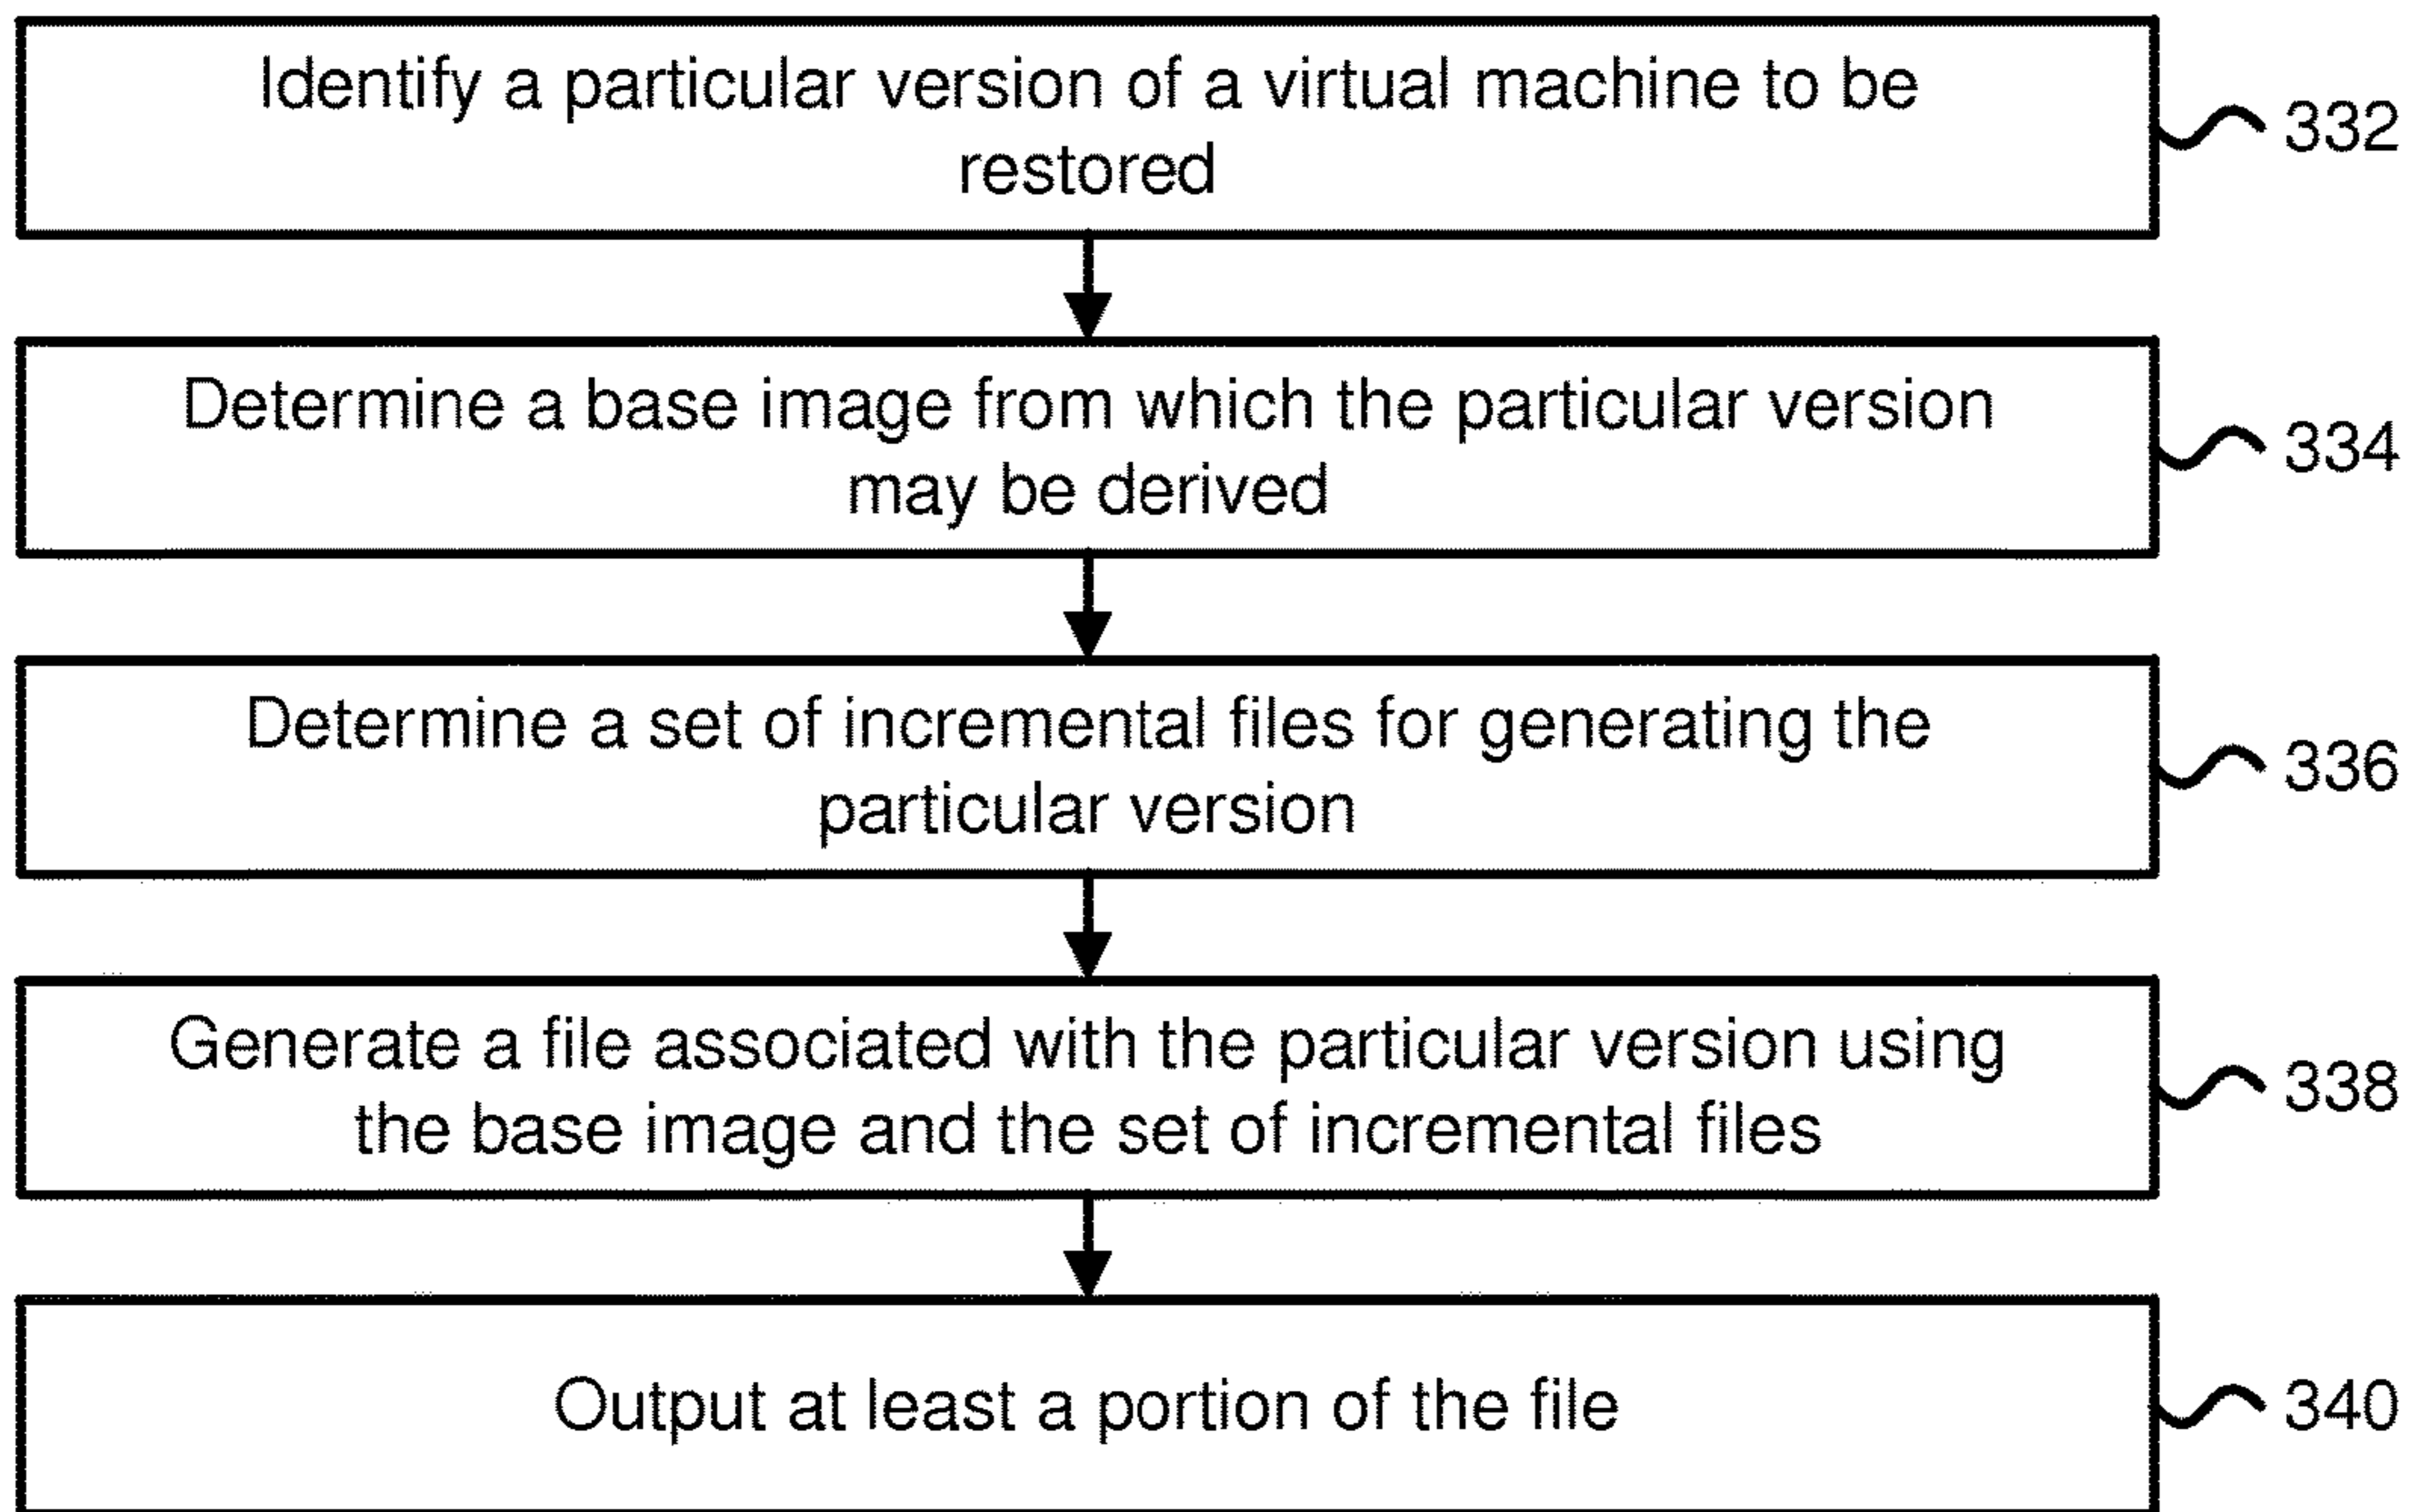 Identify a particular version of a virtual machine to be
restored
332
Determine a base image from which the particular version
may be derived
334
Determine a set of incremental files for generating the
particular version
336
Generate a file associated with the particular version using
the base image and the set of incremental files
338
Output at least a portion of the file
340